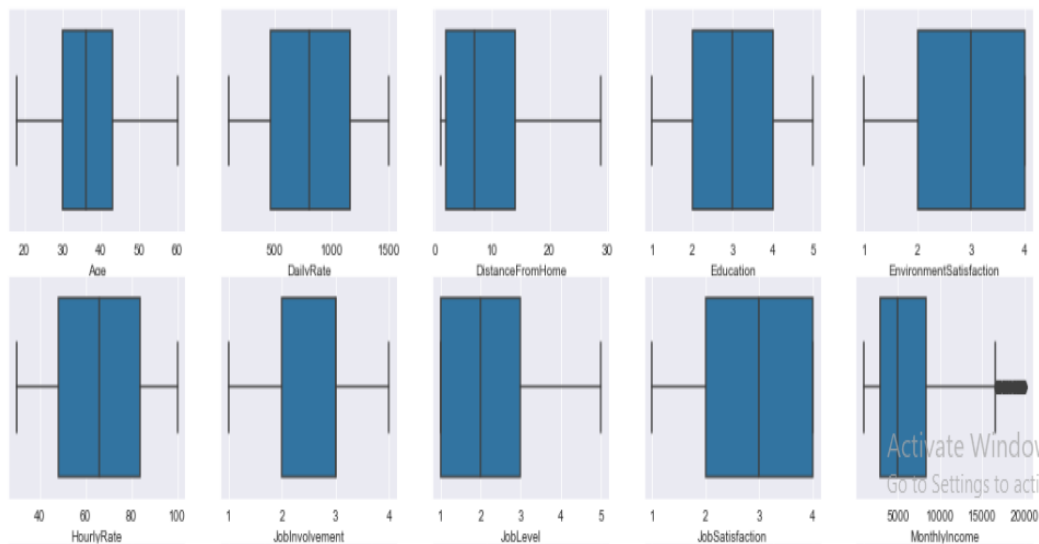 20 30 40 50 60
Age
500 1000 1500
DailyRate
0 10 20 30
DistanceFromHome
1 2 3 4 5
Education
1 2 3 4
EnvironmentSatisfaction
40 60 80 100
HourlyRate
1 2 3 4
JobInvolvement
1 2 3 4 5
JobLevel
1 2 3 4
JobSatisfaction
Activate Window
Go to Settings to acti
5000 10000 15000 20000
MonthlyIncome